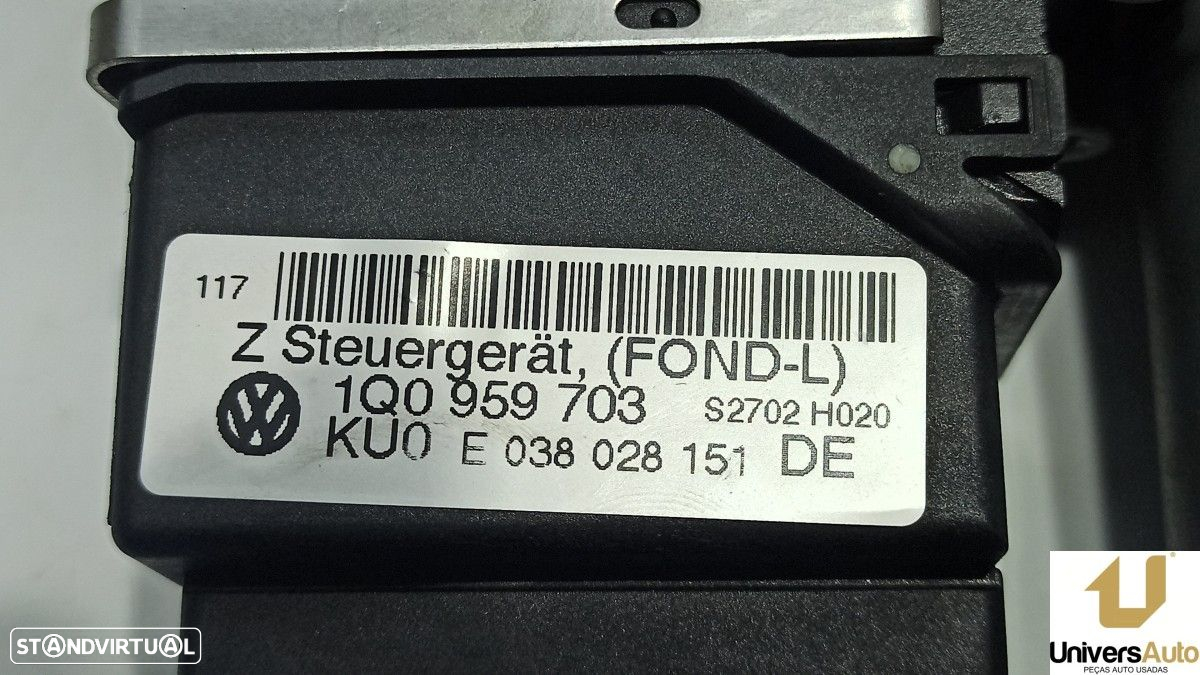 117
Z Steuergerät, (FOND-L)
1Q0 959 703 S2702 H020
KU0 E 038 028 151 DE
STANDVIRTUAL
UniversAuto
PEÇAS AUTO USADAS